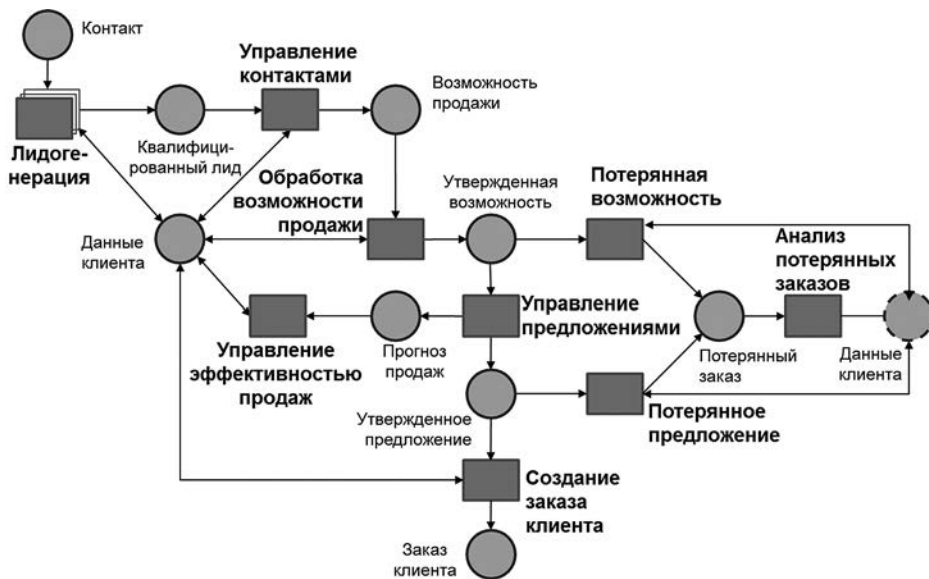 Контакт
Управление
контактами
Возможность
продажи
Лидоге-
нерация
Квалифици-
рованный лид
Обработка
возможности
продажи
Утвержденная
возможность
Потерянная
возможность
Данные
клиента
Анализ
потерянных
заказов
Управление
эффективностью
продаж
Прогноз
продаж
Управление
предложениями
Потерянный
заказ
Данные
клиента
Утвержденное
предложение
Потерянное
предложение
Создание
заказа
клиента
Заказ
клиента